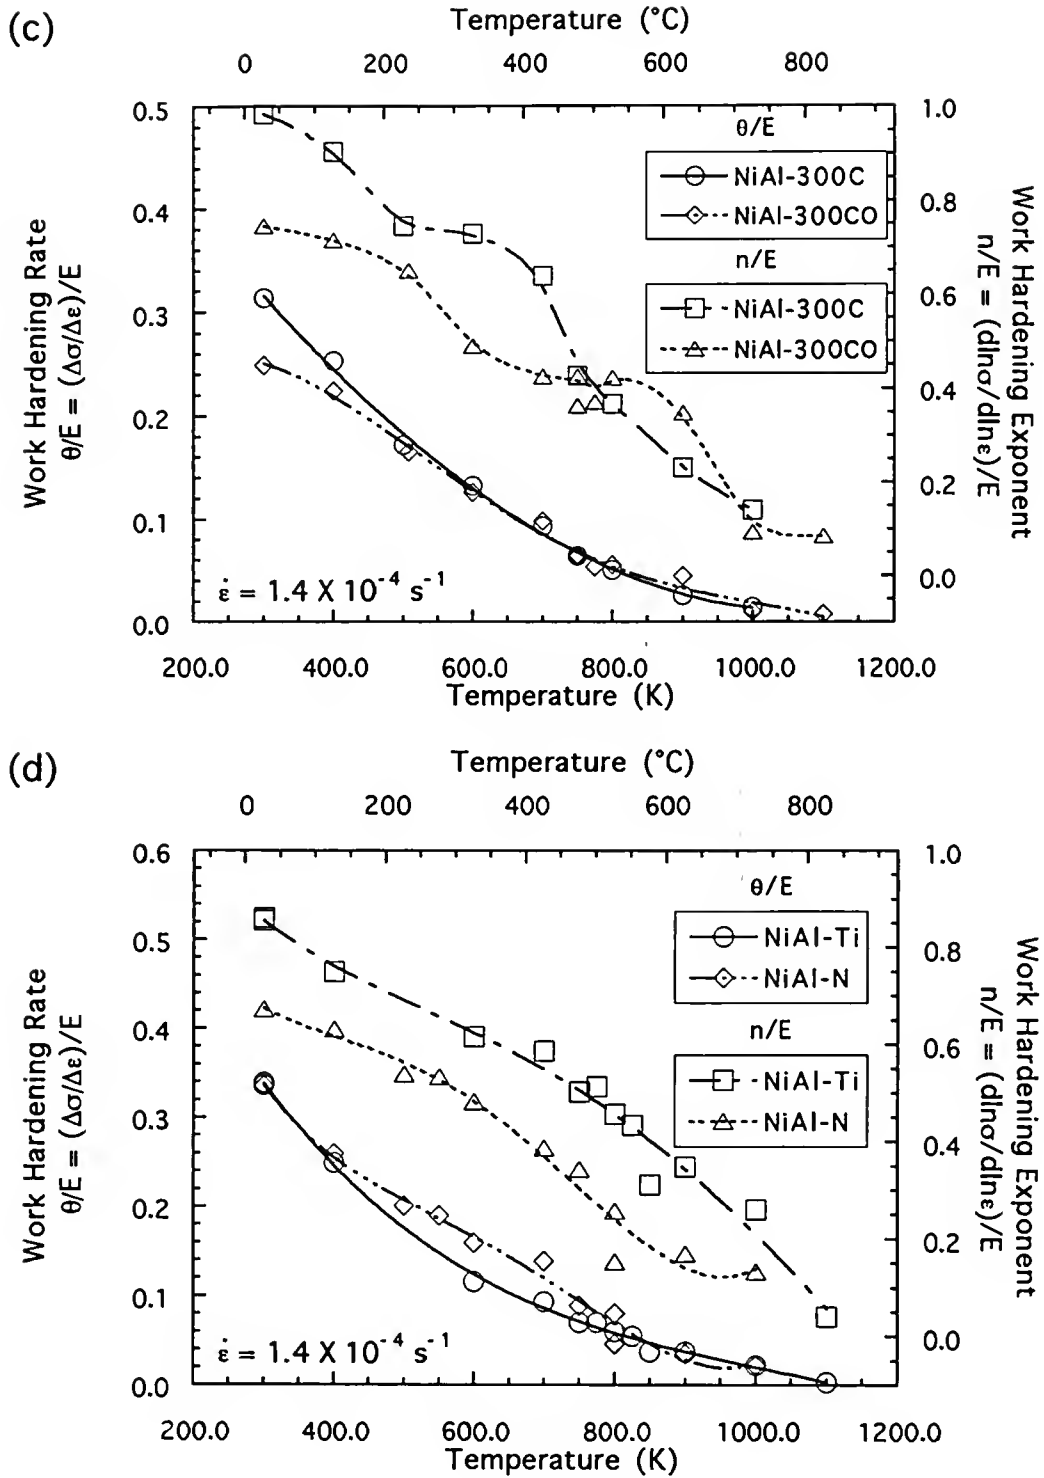 (c)
Temperature (°C)
0 200 400 600 800
0.5
0.4
0.3
0.2
0.1
0.0
Work Hardening Rate
θ/E = (Δσ/Δε)/E
1.0
0.8
0.6
0.4
0.2
0.0
Work Hardening Exponent
n/E = (dlnσ/dlnε)/E
θ/E
NiAl-300C
NiAl-300CO
n/E
NiAl-300C
NiAl-300CO
ε̇ = 1.4 X 10⁻⁴ s⁻¹
200.0 400.0 600.0 800.0 1000.0 1200.0
Temperature (K)
(d)
Temperature (°C)
0 200 400 600 800
0.6
0.5
0.4
0.3
0.2
0.1
0.0
Work Hardening Rate
θ/E = (Δσ/Δε)/E
1.0
0.8
0.6
0.4
0.2
0.0
Work Hardening Exponent
n/E = (dlnσ/dlnε)/E
θ/E
NiAl-Ti
NiAl-N
n/E
NiAl-Ti
NiAl-N
ε̇ = 1.4 X 10⁻⁴ s⁻¹
200.0 400.0 600.0 800.0 1000.0 1200.0
Temperature (K)